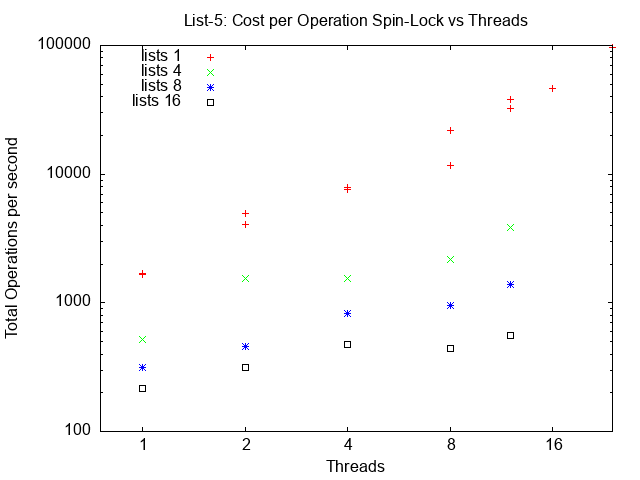 List-5: Cost per Operation Spin-Lock vs Threads
100000
lists 1
lists 4
lists 8
lists 16
10000
Total Operations per second
1000
100
1 2 4 8 16
Threads